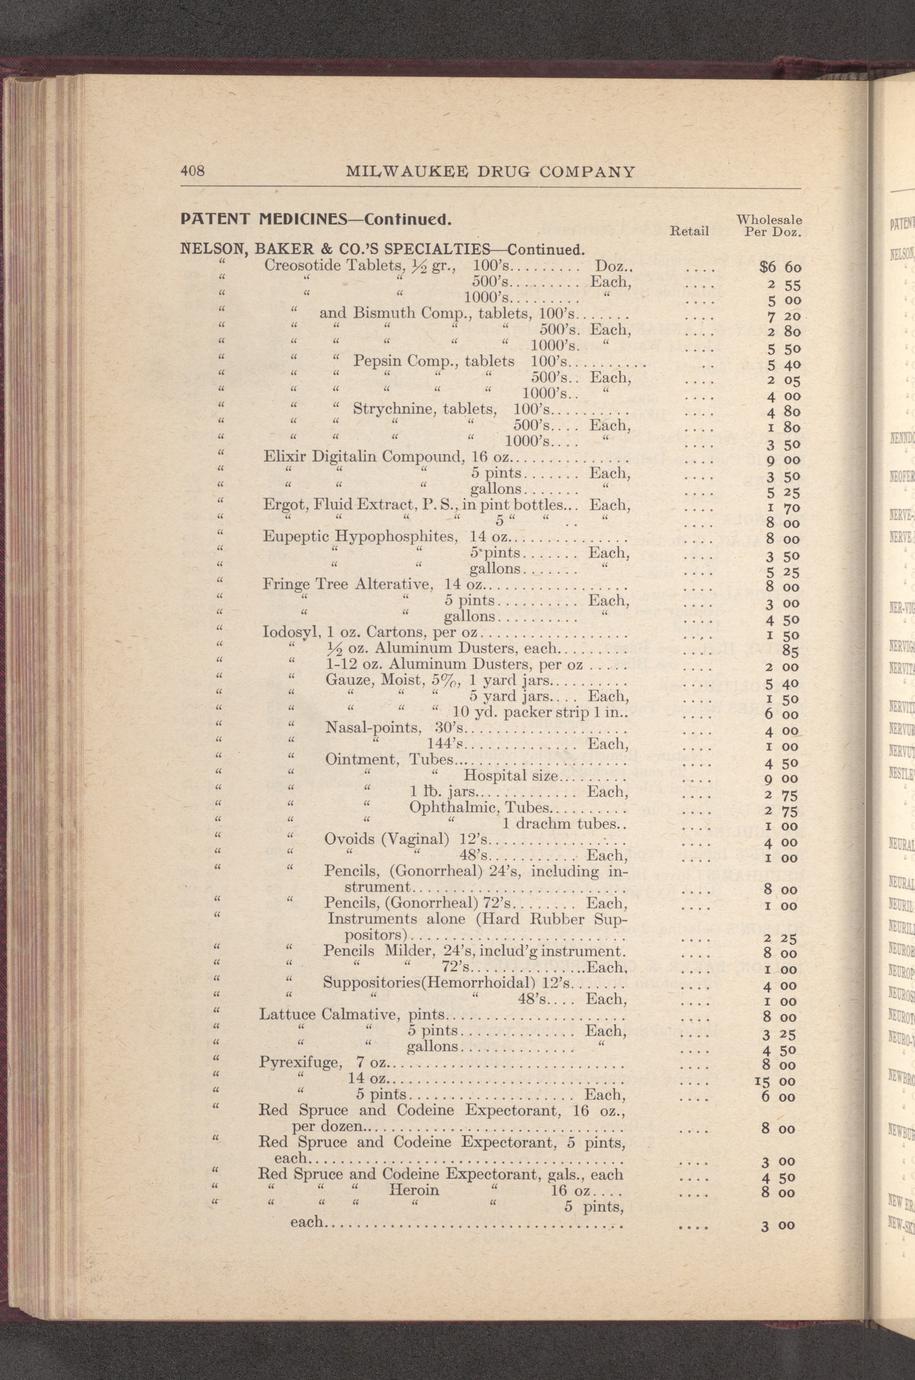 408 MILWAUKEE DRUG COMPANY
PATENT MEDICINES—Continued.
Wholesale
Retail Per Doz.
NELSON, BAKER & CO.'S SPECIALTIES—Continued.
“ Creosotide Tablets, ½ gr., 100's......... Doz.. .... $6 60
“ “ “ 500's......... Each, .... 2 55
“ “ “ 1000's......... “ .... 5 00
“ “ and Bismuth Comp., tablets, 100's....... .... 7 20
“ “ “ “ “ “ 500's. Each, .... 2 80
“ “ “ “ “ “ 1000's. “ .... 5 50
“ “ “ Pepsin Comp., tablets 100's.......... .. 5 40
“ “ “ “ “ “ 500's.. Each, .... 2 05
“ “ “ “ “ “ 1000's.. “ .... 4 00
“ “ “ Strychnine, tablets, 100's.......... .... 4 80
“ “ “ “ “ 500's.... Each, .... 1 80
“ “ “ “ “ 1000's.... “ .... 3 50
“ Elixir Digitalin Compound, 16 oz............... .... 9 00
“ “ “ “ 5 pints....... Each, .... 3 50
“ “ “ “ gallons....... “ .... 5 25
“ Ergot, Fluid Extract, P. S., in pint bottles... Each, .... 1 70
“ “ “ “ “ 5 “ “ .. “ .... 8 00
“ Eupeptic Hypophosphites, 14 oz............... .... 8 00
“ “ “ 5 pints....... Each, .... 3 50
“ “ “ gallons....... “ .... 5 25
“ Fringe Tree Alterative, 14 oz.................. .... 8 00
“ “ “ 5 pints.......... Each, .... 3 00
“ “ “ gallons.......... “ .... 4 50
“ Iodosyl, 1 oz. Cartons, per oz.................. .... 1 50
“ “ ½ oz. Aluminum Dusters, each......... .... 85
“ “ 1-12 oz. Aluminum Dusters, per oz ..... .... 2 00
“ “ Gauze, Moist, 5%, 1 yard jars.......... .... 5 40
“ “ “ “ “ 5 yard jars.... Each, .... 1 50
“ “ “ “ “ 10 yd. packer strip 1 in.. .... 6 00
“ “ Nasal-points, 30's.................... .... 4 00
“ “ “ 144's............. Each, .... 1 00
“ “ Ointment, Tubes...................... .... 4 50
“ “ “ “ Hospital size......... .... 9 00
“ “ “ 1 lb. jars............. Each, .... 2 75
“ “ “ Ophthalmic, Tubes.......... .... 2 75
“ “ “ “ 1 drachm tubes.. .... 1 00
“ “ Ovoids (Vaginal) 12's................. .... 4 00
“ “ “ “ 48's........... Each, .... 1 00
“ “ Pencils, (Gonorrheal) 24's, including in-
strument........................... .... 8 00
“ “ Pencils, (Gonorrheal) 72's........ Each, .... 1 00
“ Instruments alone (Hard Rubber Sup-
positors)........................... .... 2 25
“ “ Pencils Milder, 24's, includ'g instrument. .... 8 00
“ “ “ “ 72's...............Each, .... 1 00
“ “ Suppositories(Hemorrhoidal) 12's....... .... 4 00
“ “ “ “ 48's.... Each, .... 1 00
“ Lattuce Calmative, pints...................... .... 8 00
“ “ “ 5 pints............. Each, .... 3 25
“ “ “ gallons............. “ .... 4 50
“ Pyrexifuge, 7 oz............................. .... 8 00
“ “ 14 oz............................. .... 15 00
“ “ 5 pints................... Each, .... 6 00
“ Red Spruce and Codeine Expectorant, 16 oz.,
per dozen............................... .... 8 00
“ Red Spruce and Codeine Expectorant, 5 pints,
each.................................... .... 3 00
“ Red Spruce and Codeine Expectorant, gals., each .... 4 50
“ “ “ “ Heroin “ 16 oz.... .... 8 00
“ “ “ “ “ “ 5 pints,
each.................................. .... 3 00